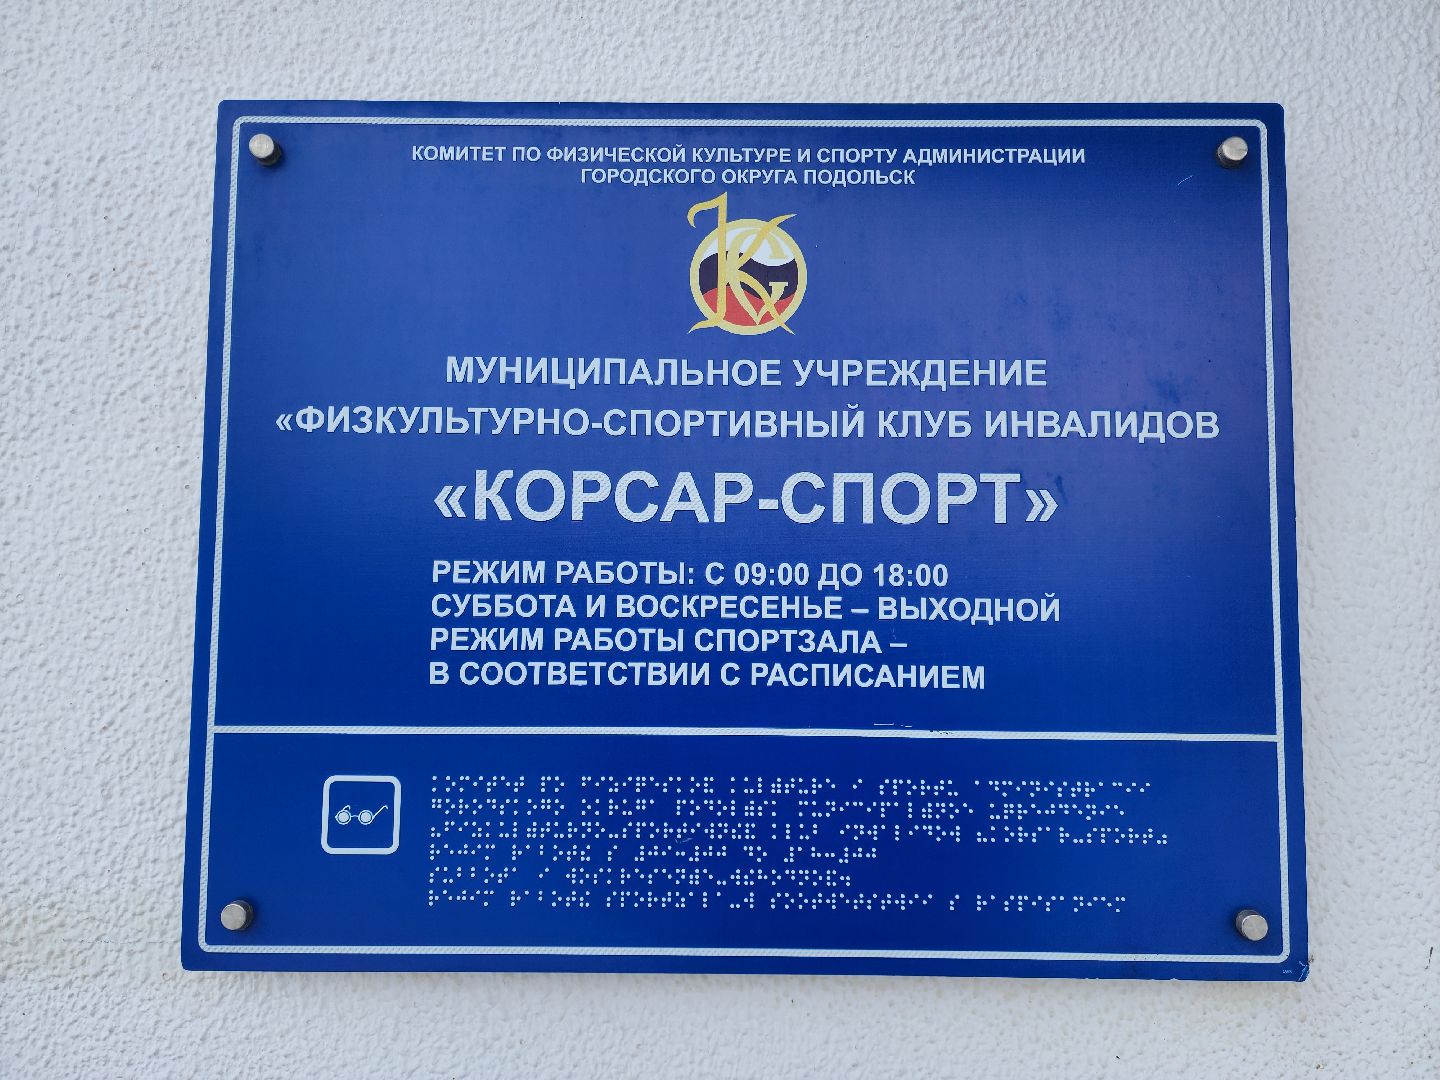 КОМИТЕТ ПО ФИЗИЧЕСКОЙ КУЛЬТУРЕ И СПОРТУ АДМИНИСТРАЦИИ
ГОРОДСКОГО ОКРУГА ПОДОЛЬСК
МУНИЦИПАЛЬНОЕ УЧРЕЖДЕНИЕ
«ФИЗКУЛЬТУРНО-СПОРТИВНЫЙ КЛУБ ИНВАЛИДОВ
«КОРСАР-СПОРТ»
РЕЖИМ РАБОТЫ: С 09:00 ДО 18:00
СУББОТА И ВОСКРЕСЕНЬЕ – ВЫХОДНОЙ
РЕЖИМ РАБОТЫ СПОРТЗАЛА –
В СООТВЕТСТВИИ С РАСПИСАНИЕМ